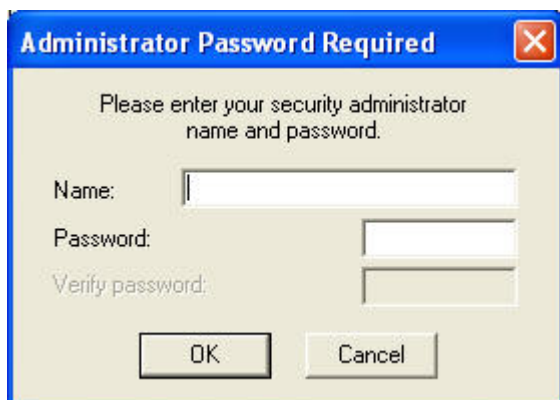 Administrator Password Required
Please enter your security administrator
name and password.
Name:
Password:
Verify password:
OK
Cancel